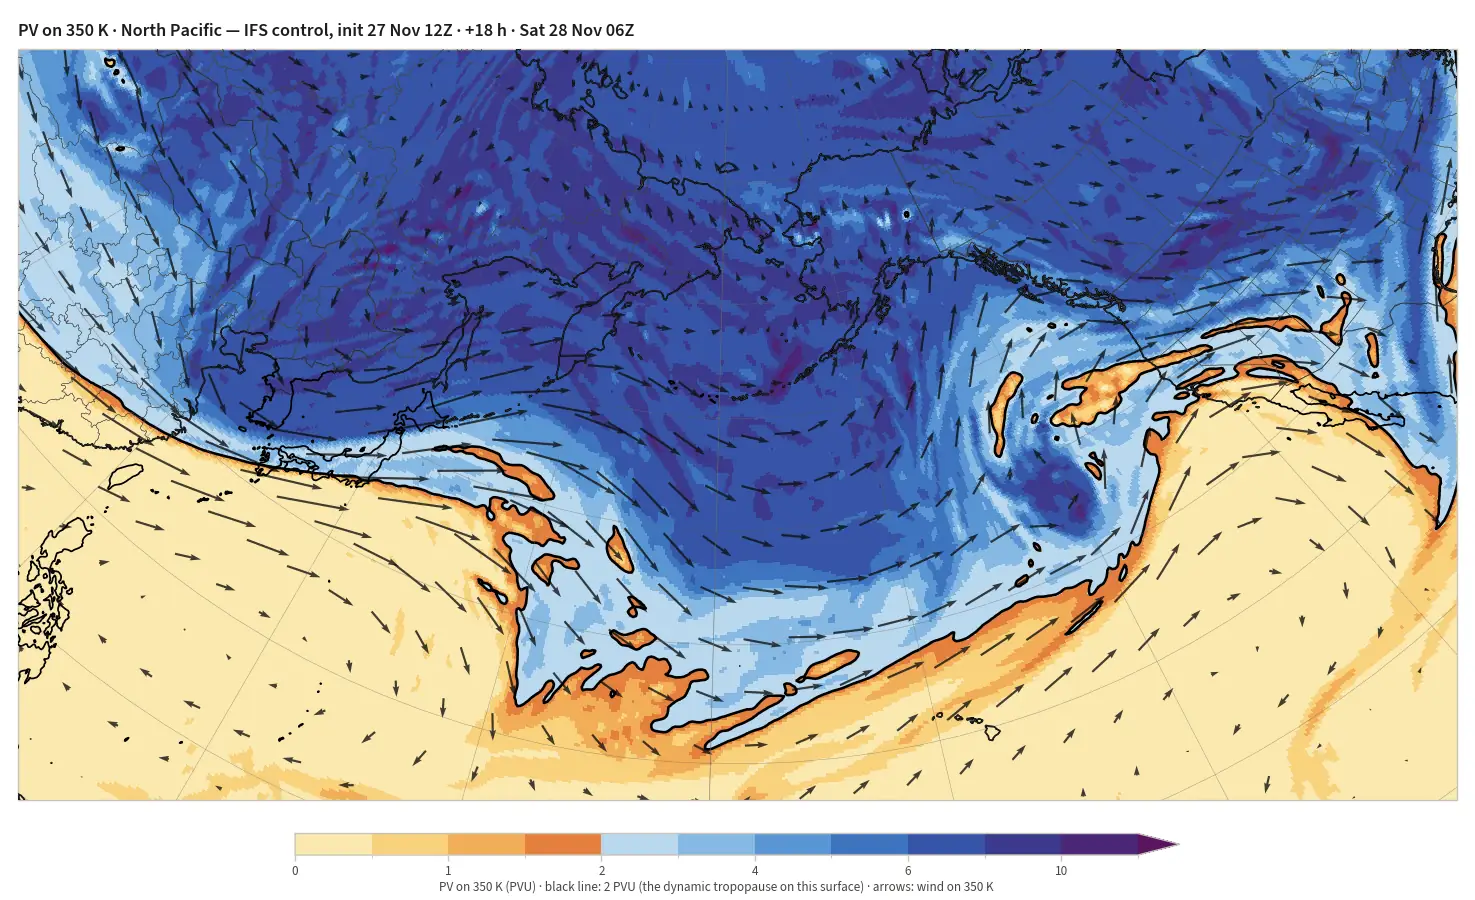 PV on 350 K · North Pacific — IFS control, init 27 Nov 12Z · +18 h · Sat 28 Nov 06Z
0 1 2 4 6 10
PV on 350 K (PVU) · black line: 2 PVU (the dynamic tropopause on this surface) · arrows: wind on 350 K